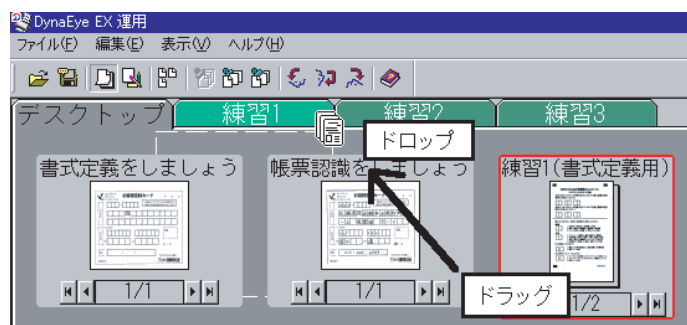 DynaEye EX 運用
ファイル(F) 編集(E) 表示(V) ヘルプ(H)
デスクトップ 練習1 練習2 練習3
ドロップ
書式定義をしましょう 帳票認識をしましょう 練習1(書式定義用)
ドラッグ
1/1 1/1 1/2